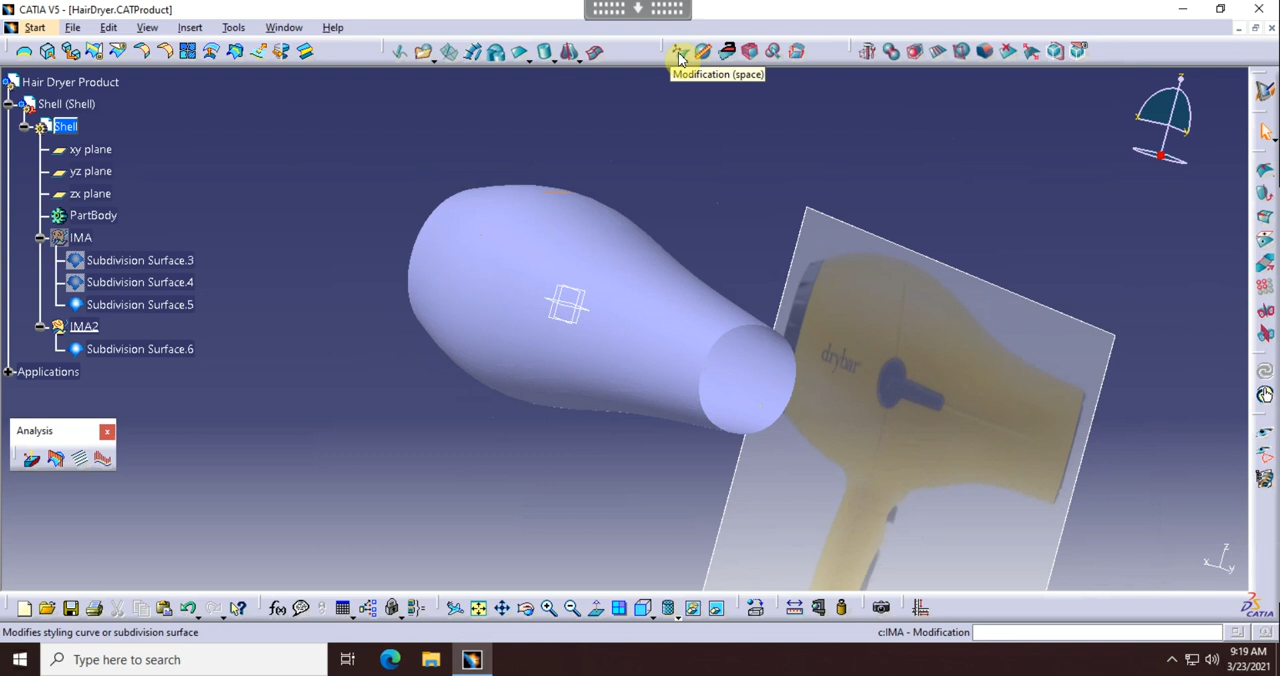 CATIA V5 - [HairDryer.CATProduct]
Start File Edit View Insert Tools Window Help
Modification (space)
Hair Dryer Product
Shell (Shell)
Shell
xy plane
yz plane
zx plane
PartBody
IMA
Subdivision Surface.3
Subdivision Surface.4
Subdivision Surface.5
IMA2
Subdivision Surface.6
Applications
Analysis
drybar
z
x
y
f(x)
CATIA
Modifies styling curve or subdivision surface
c:IMA - Modification
Type here to search
9:19 AM
3/23/2021